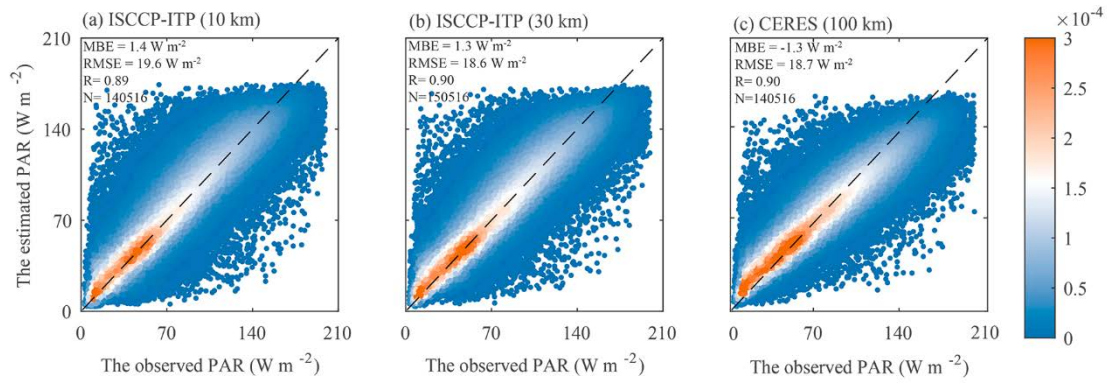 (a) ISCCP-ITP (10 km)
MBE = 1.4 W m-2
RMSE = 19.6 W m-2
R= 0.89
N= 140516
(b) ISCCP-ITP (30 km)
MBE = 1.3 W m-2
RMSE = 18.6 W m-2
R= 0.90
N=150516
(c) CERES (100 km)
MBE = -1.3 W m-2
RMSE = 18.7 W m-2
R= 0.90
N=140516
×10-4
3
2.5
2
1.5
1
0.5
0
The estimated PAR (W m -2)
210
140
70
0
0 70 140 210
0 70 140 210
0 70 140 210
The observed PAR (W m -2)
The observed PAR (W m -2)
The observed PAR (W m -2)